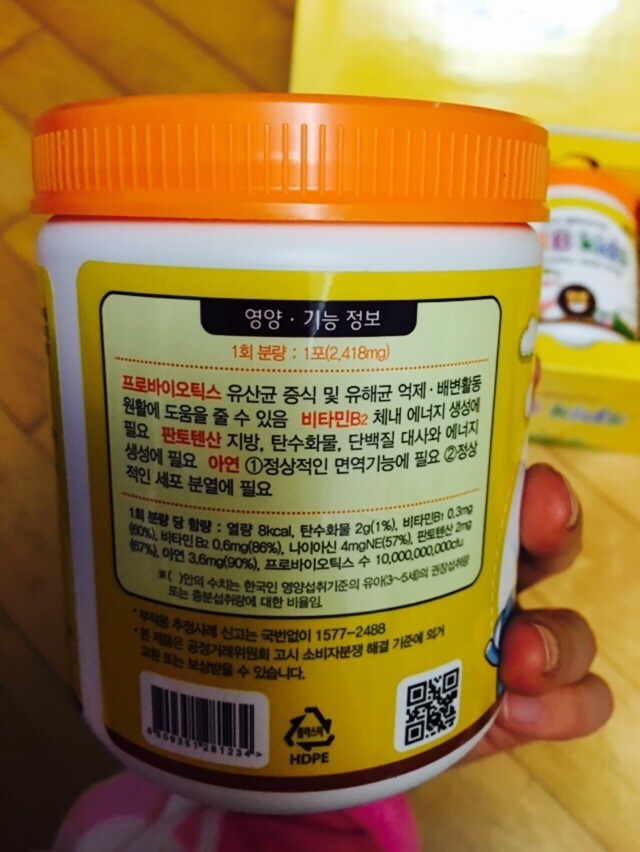 영양 · 기능 정보
1회 분량 : 1포(2,418mg)
프로바이오틱스 유산균 증식 및 유해균 억제·배변활동
원활에 도움을 줄 수 있음 비타민B2 체내 에너지 생성에
필요 판토텐산 지방, 탄수화물, 단백질 대사와 에너지
생성에 필요 아연 ①정상적인 면역기능에 필요 ②정상
적인 세포 분열에 필요
1회 분량 당 함량 : 열량 8kcal, 탄수화물 2g(1%), 비타민B1 0.3mg
(60%), 비타민 B2 0.6mg(86%), 나이아신 4mgNE(57%), 판토텐산 2mg
(67%), 아연 3.6mg(90%), 프로바이오틱스 수 10,000,000,000cfu
※( )안의 수치는 한국인 영양섭취기준의 유아(3~5세)의 권장섭취량
또는 충분섭취량에 대한 비율임.
• 부작용 추정사례 신고는 국번없이 1577-2488
• 본 제품은 공정거래위원회 고시 소비자분쟁 해결 기준에 의거
교환 또는 보상받을 수 있습니다.
플라스틱
HDPE
kids